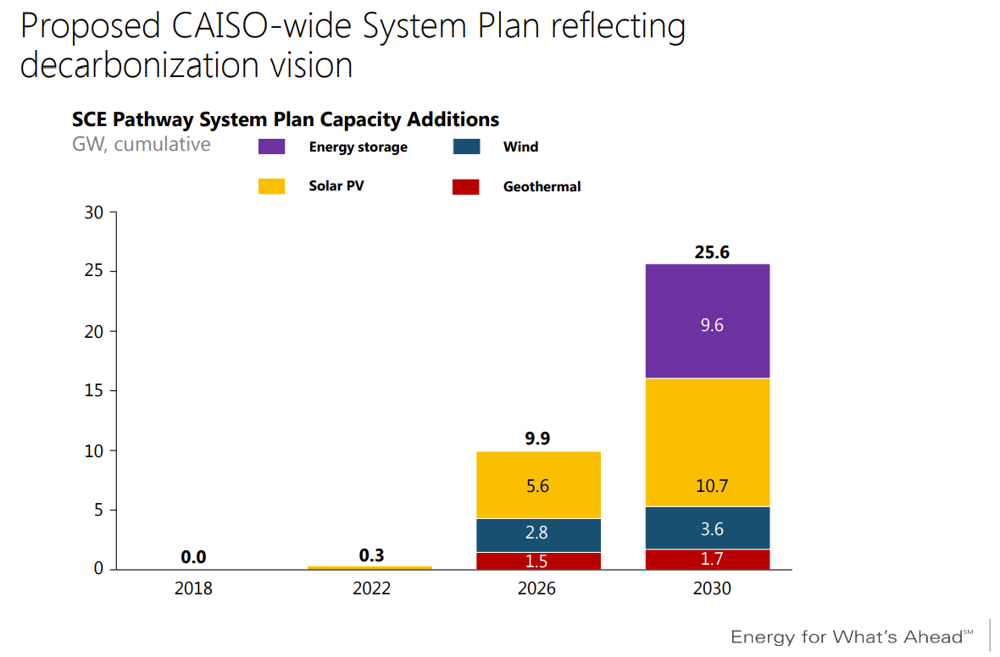 Proposed CAISO-wide System Plan reflecting
decarbonization vision
SCE Pathway System Plan Capacity Additions
GW, cumulative
Energy storage
Wind
Solar PV
Geothermal
30
25
20
15
10
5
0
0.0
0.3
9.9
5.6
2.8
1.5
25.6
9.6
10.7
3.6
1.7
2018
2022
2026
2030
Energy for What's Ahead℠